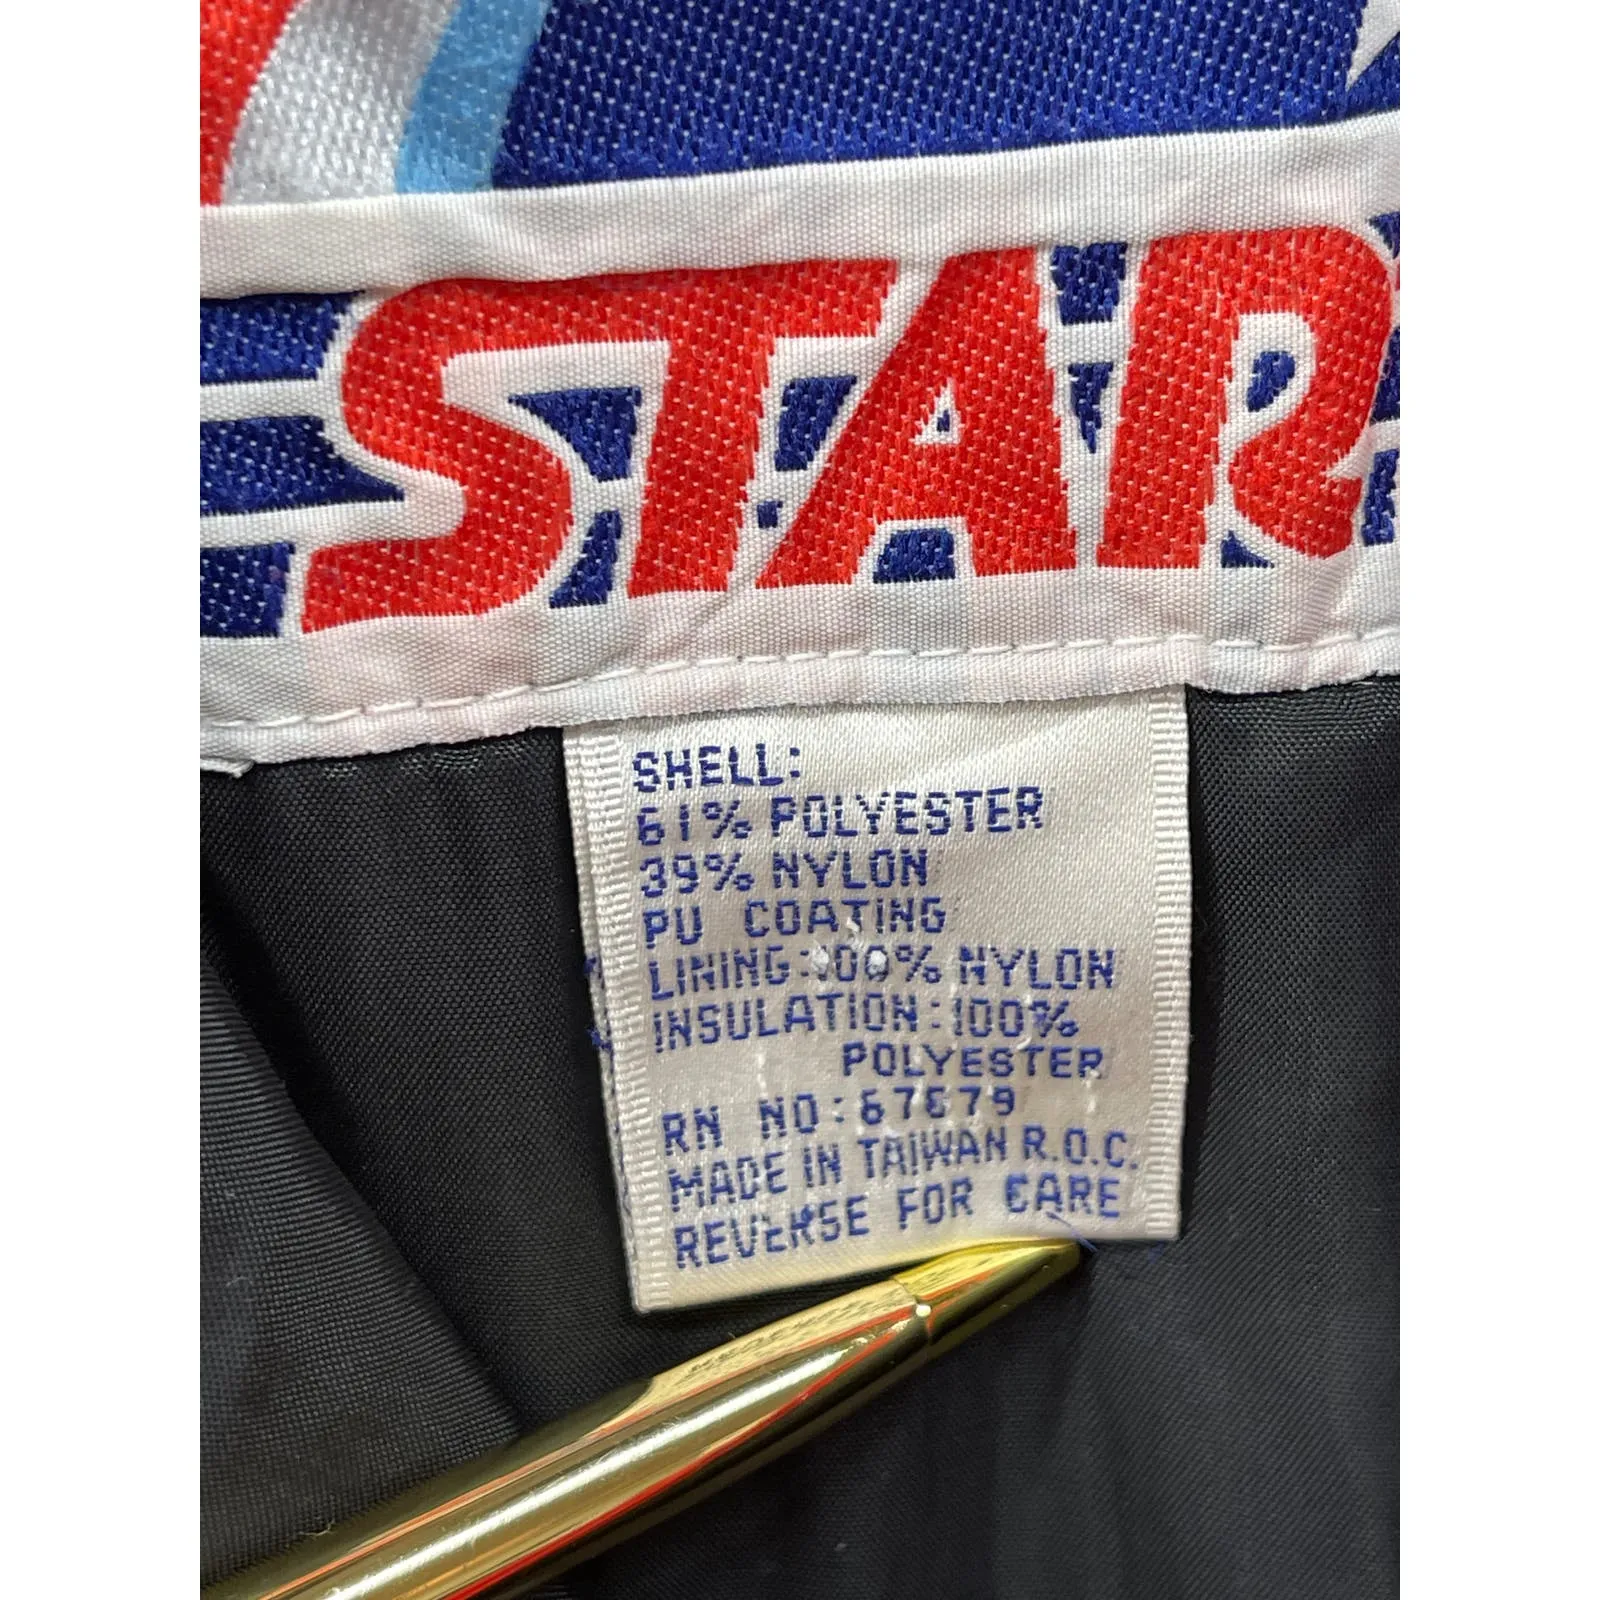 STAR
SHELL:
61% POLYESTER
39% NYLON
PU COATING
LINING:100% NYLON
INSULATION:100%
POLYESTER
RN NO:67679
MADE IN TAIWAN R.O.C.
REVERSE FOR CARE